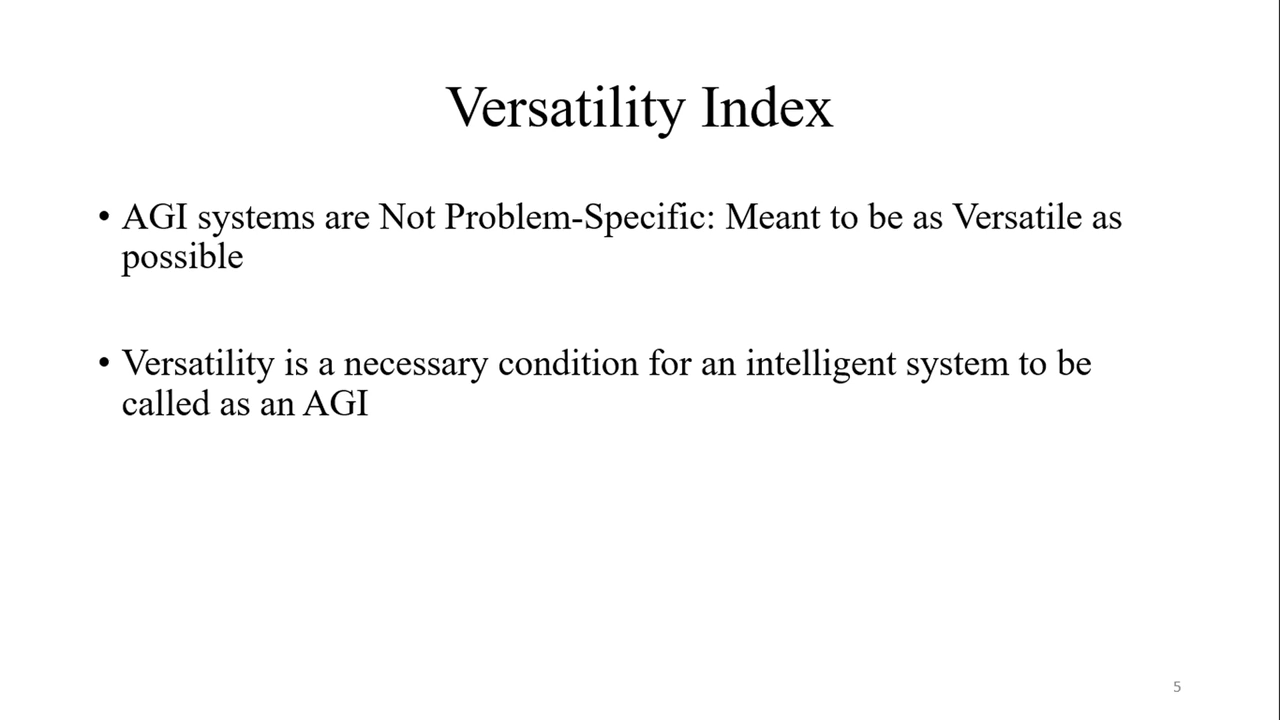 Versatility Index
• AGI systems are Not Problem-Specific: Meant to be as Versatile as
possible
• Versatility is a necessary condition for an intelligent system to be
called as an AGI
5